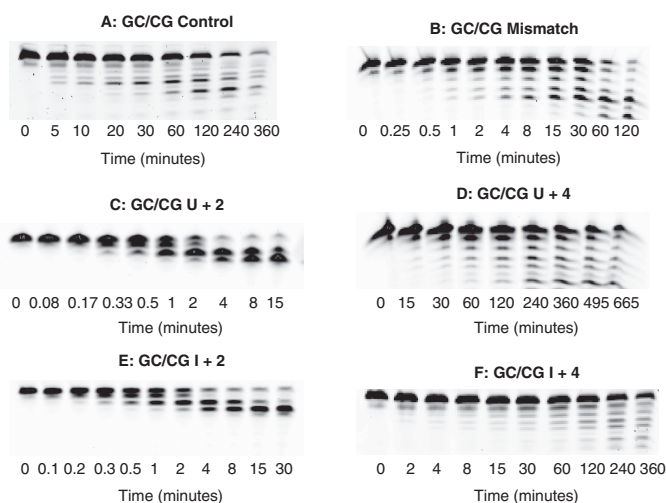 A: GC/CG Control
0 5 10 20 30 60 120 240 360
Time (minutes)
B: GC/CG Mismatch
0 0.25 0.5 1 2 4 8 15 30 60 120
Time (minutes)
C: GC/CG U + 2
0 0.08 0.17 0.33 0.5 1 2 4 8 15
Time (minutes)
D: GC/CG U + 4
0 15 30 60 120 240 360 495 665
Time (minutes)
E: GC/CG I + 2
0 0.1 0.2 0.3 0.5 1 2 4 8 15 30
Time (minutes)
F: GC/CG I + 4
0 2 4 8 15 30 60 120 240 360
Time (minutes)